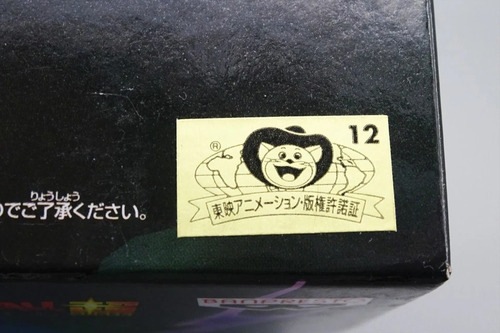 12
®
東映アニメーション・版権許諾証
りょうしょう
のでご了承ください。
BANPRESTO